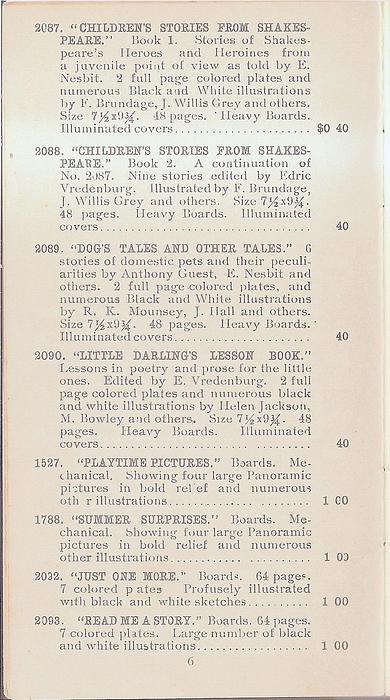 2087. "CHILDREN'S STORIES FROM SHAKES-
PEARE." Book 1. Stories of Shakes-
peare's Heroes and Heroines from
a juvenile point of view as told by E.
Nesbit. 2 full page colored plates and
numerous Black and White illustrations
by F. Brundage, J. Willis Grey and others.
Size 7½x9¾. 48 pages. Heavy Boards.
Illuminated covers...................... $0 40
2088. "CHILDREN'S STORIES FROM SHAKES-
PEARE." Book 2. A continuation of
No. 2087. Nine stories edited by Edric
Vredenburg. Illustrated by F. Brundage,
J. Willis Grey and others. Size 7½x9¾.
48 pages. Heavy Boards. Illuminated
covers.................................. 40
2089. "DOG'S TALES AND OTHER TALES." 6
stories of domestic pets and their peculi-
arities by Anthony Guest, E. Nesbit and
others. 2 full page colored plates, and
numerous Black and White illustrations
by R. K. Mounsey, J. Hall and others.
Size 7½x9¾. 48 pages. Heavy Boards.
Illuminated covers...................... 40
2090. "LITTLE DARLING'S LESSON BOOK."
Lessons in poetry and prose for the little
ones. Edited by E. Vredenburg. 2 full
page colored plates and numerous black
and white illustrations by Helen Jackson,
M. Bowley and others. Size 7½x9¾. 48
pages. Heavy Boards. Illuminated
covers.................................. 40
1527. "PLAYTIME PICTURES." Boards. Me-
chanical. Showing four large Panoramic
pictures in bold relief and numerous
oth r illustrations...................... 1 00
1788. "SUMMER SURPRISES." Boards. Me-
chanical. Showing four large Panoramic
pictures in bold relief and numerous
other illustrations...................... 1 00
2092. "JUST ONE MORE." Boards. 64 pages.
7 colored p ates Profusely illustrated
with black and white sketches.......... 1 00
2093. "READ ME A STORY." Boards. 64 pages.
7 colored plates. Large number of black
and white illustrations.................. 1 00
6